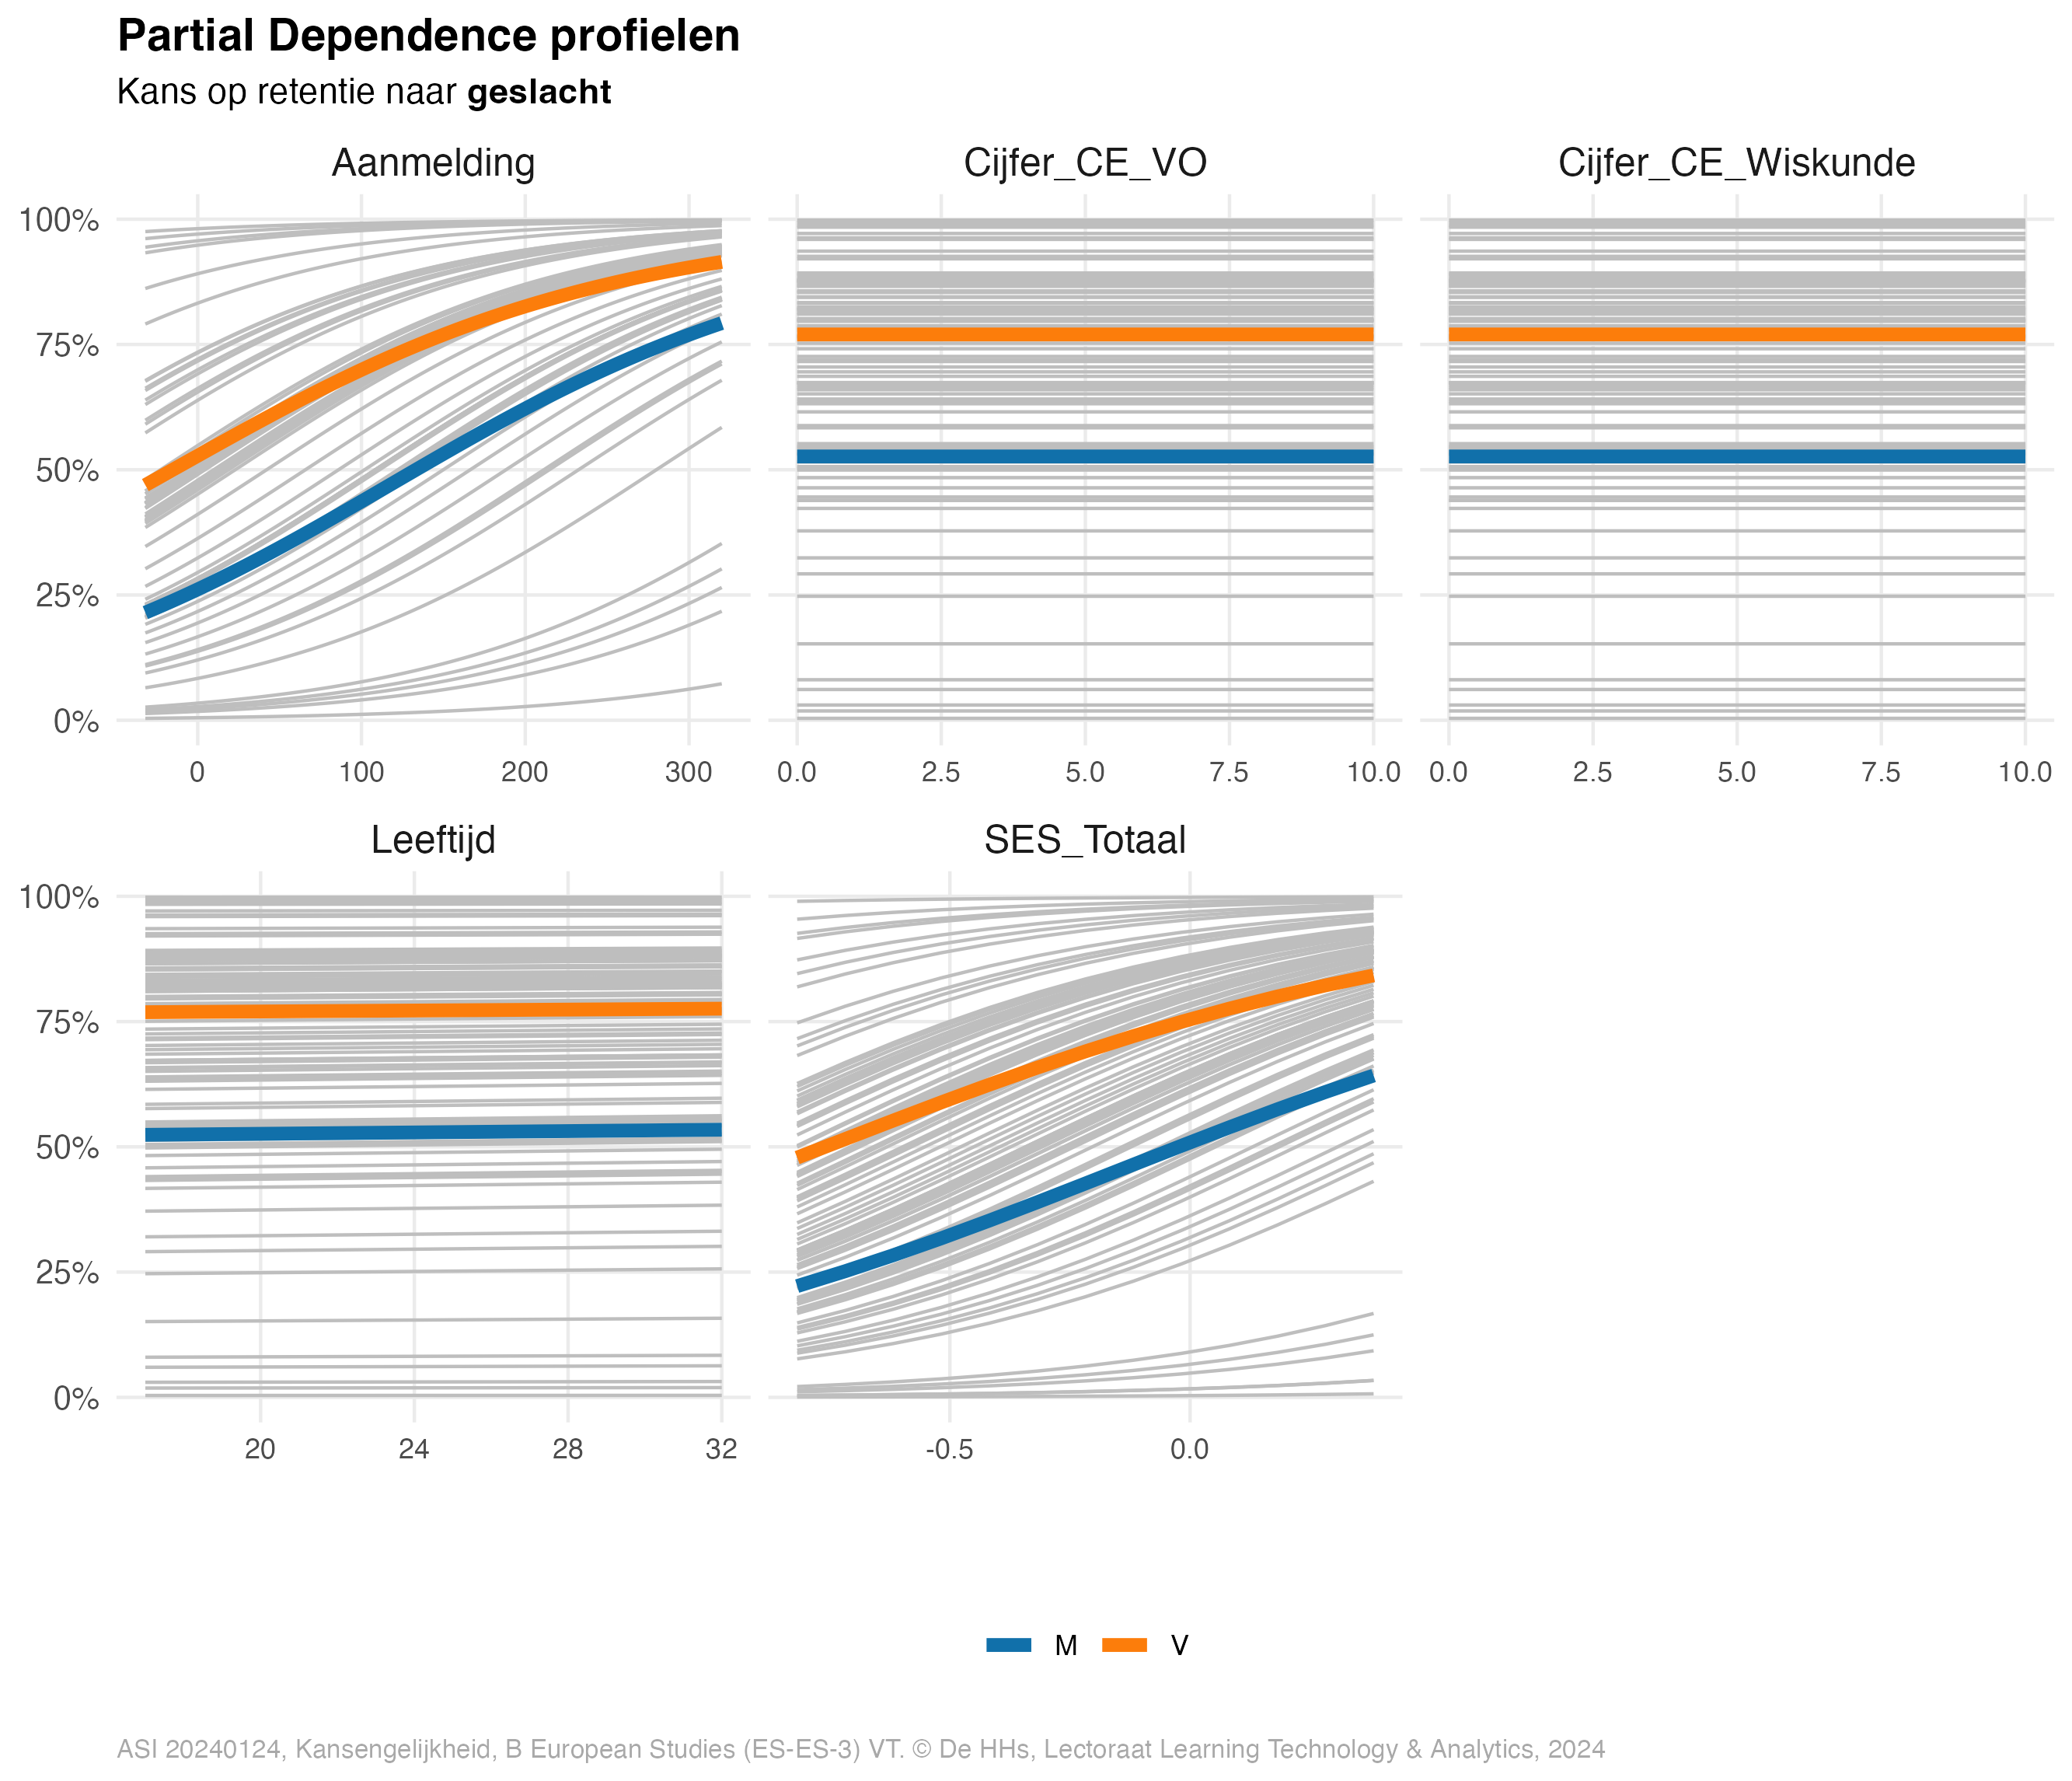 Partial Dependence profielen
Kans op retentie naar geslacht
Aanmelding
Cijfer_CE_VO
Cijfer_CE_Wiskunde
100%
75%
50%
25%
0%
0 100 200 300
0.0 2.5 5.0 7.5 10.0
0.0 2.5 5.0 7.5 10.0
Leeftijd
SES_Totaal
100%
75%
50%
25%
0%
20 24 28 32
-0.5 0.0
M V
ASI 20240124, Kansengelijkheid, B European Studies (ES-ES-3) VT. © De HHs, Lectoraat Learning Technology & Analytics, 2024